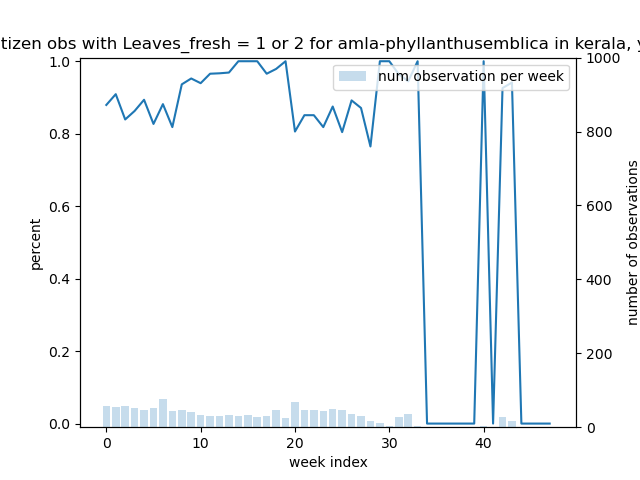 tizen obs with Leaves_fresh = 1 or 2 for amla-phyllanthusemblica in kerala, y
num observation per week
1.0
0.8
0.6
0.4
0.2
0.0
percent
1000
800
600
400
200
0
number of observations
0 10 20 30 40
week index